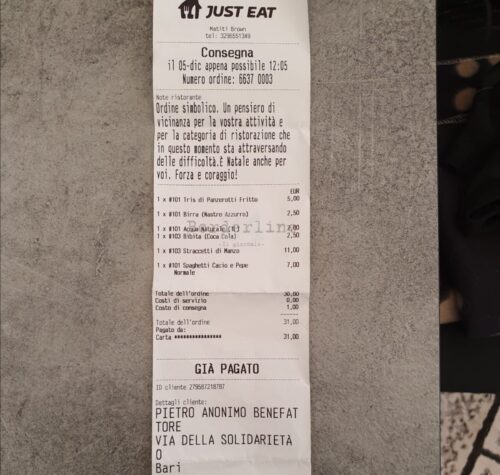 JUST EAT
Matiti Brown
tel: 3296551349
Consegna
il 05-dic appena possibile 12:05
Numero ordine: 6637 0003
Note ristorante
Ordine simbolico. Un pensiero di
vicinanza per la vostra attività e
per la categoria di ristorazione che
in questo momento sta attraversando
delle difficoltà.È Natale anche per
voi. Forza e coraggio!
EUR
1 x #101 Tris di Panzerotti Fritto 5,00
1 x #101 Birra (Nastro Azzurro) 2,50
1 x #101 Acqua Naturale (1L)
1 x #103 Bibita (Coca Cola) 2,50
Borderline
-Il giornale-
1 x #103 Straccetti di Manzo 11,00
1 x #101 Spaghetti Cacio e Pepe 7,00
Normale
Totale dell'ordine 30,00
Costi di servizio 0,00
Costo di consegna 1,00
Totale dell'ordine 31,00
Pagato da:
Carta **************** 31,00
GIÀ PAGATO
ID cliente 279587218787
Dettagli cliente:
PIETRO ANONIMO BENEFAT
TORE
VIA DELLA SOLIDARIETÀ
0
Bari